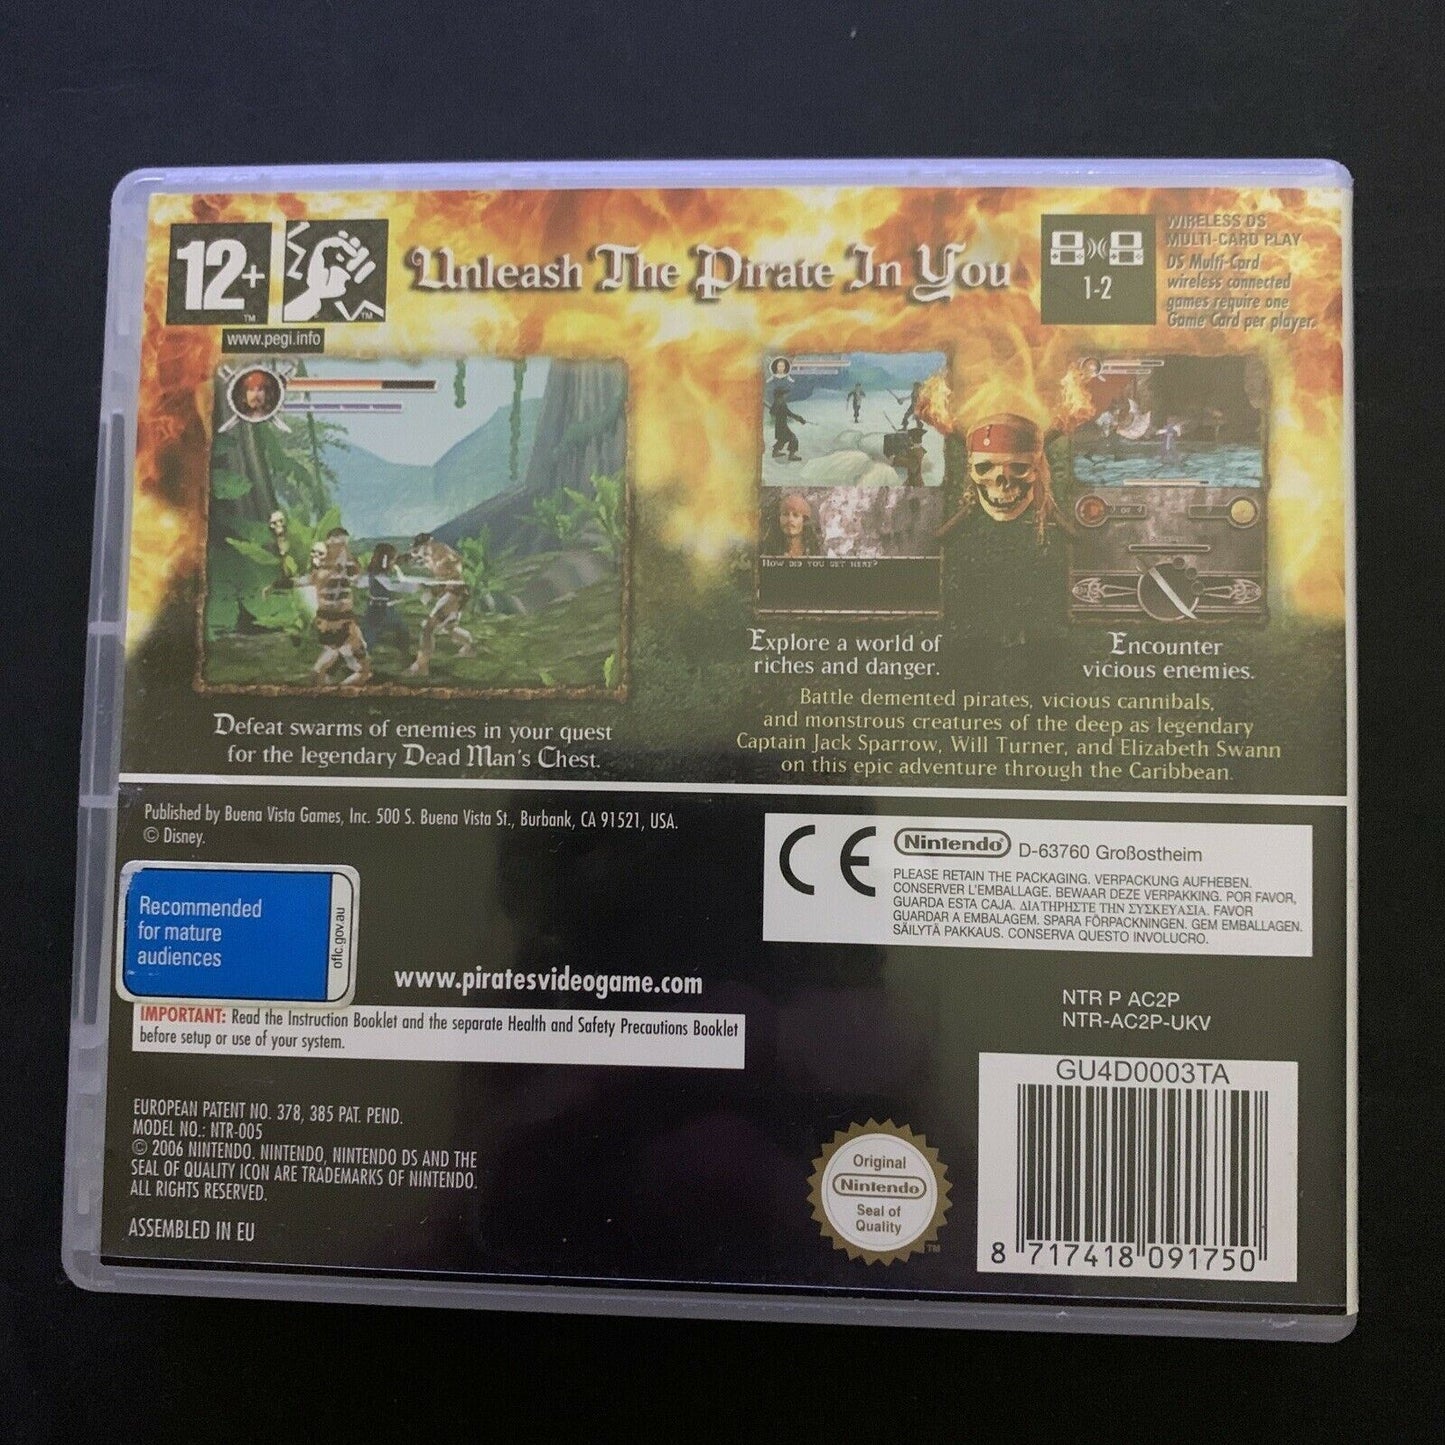 12+
TM
TM
www.pegi.info
Unleash The Pirate In You
1-2
WIRELESS DS
MULTI-CARD PLAY
DS Multi-Card
wireless connected
games require one
Game Card per player.
HOW DID YOU GET HERE?
Defeat swarms of enemies in your quest
for the legendary Dead Man's Chest.
Explore a world of
riches and danger.
Encounter
vicious enemies.
Battle demented pirates, vicious cannibals,
and monstrous creatures of the deep as legendary
Captain Jack Sparrow, Will Turner, and Elizabeth Swann
on this epic adventure through the Caribbean.
Published by Buena Vista Games, Inc. 500 S. Buena Vista St., Burbank, CA 91521, USA.
© Disney.
Recommended
for mature
audiences
oflc.gov.au
CE
Nintendo® D-63760 Großostheim
PLEASE RETAIN THE PACKAGING. VERPACKUNG AUFHEBEN.
CONSERVER L'EMBALLAGE. BEWAAR DEZE VERPAKKING. POR FAVOR,
GUARDA ESTA CAJA. ΔΙΑΤΗΡΗΣΤΕ ΤΗΝ ΣΥΣΚΕΥΑΣΙΑ. FAVOR
GUARDAR A EMBALAGEM. SPARA FÖRPACKNINGEN. GEM EMBALLAGEN.
SÄILYTÄ PAKKAUS. CONSERVA QUESTO INVOLUCRO.
www.piratesvideogame.com
IMPORTANT: Read the Instruction Booklet and the separate Health and Safety Precautions Booklet
before setup or use of your system.
NTR P AC2P
NTR-AC2P-UKV
EUROPEAN PATENT NO. 378, 385 PAT. PEND.
MODEL NO.: NTR-005
© 2006 NINTENDO. NINTENDO, NINTENDO DS AND THE
SEAL OF QUALITY ICON ARE TRADEMARKS OF NINTENDO.
ALL RIGHTS RESERVED.
ASSEMBLED IN EU
Original
Nintendo®
Seal of
Quality
TM
GU4D0003TA
8 717418 091750